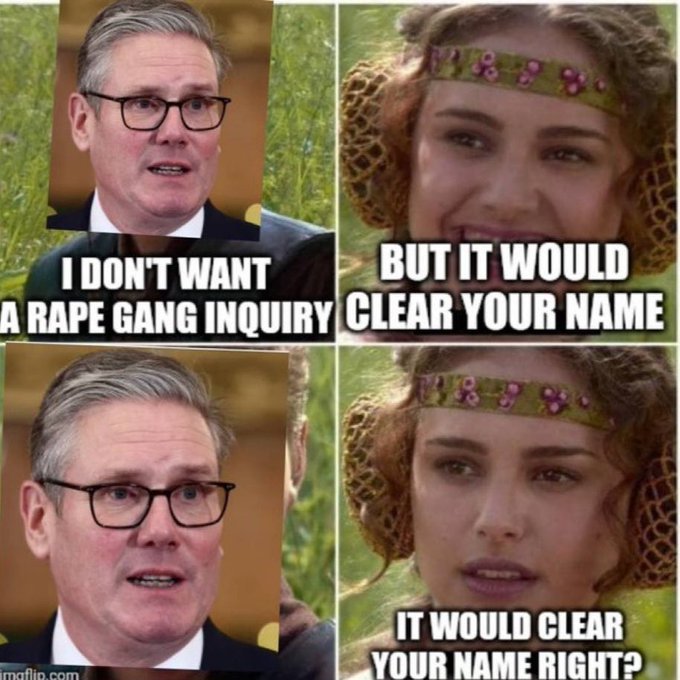 I DON'T WANT
A RAPE GANG INQUIRY
BUT IT WOULD
CLEAR YOUR NAME
IT WOULD CLEAR
YOUR NAME RIGHT?
imgflip.com